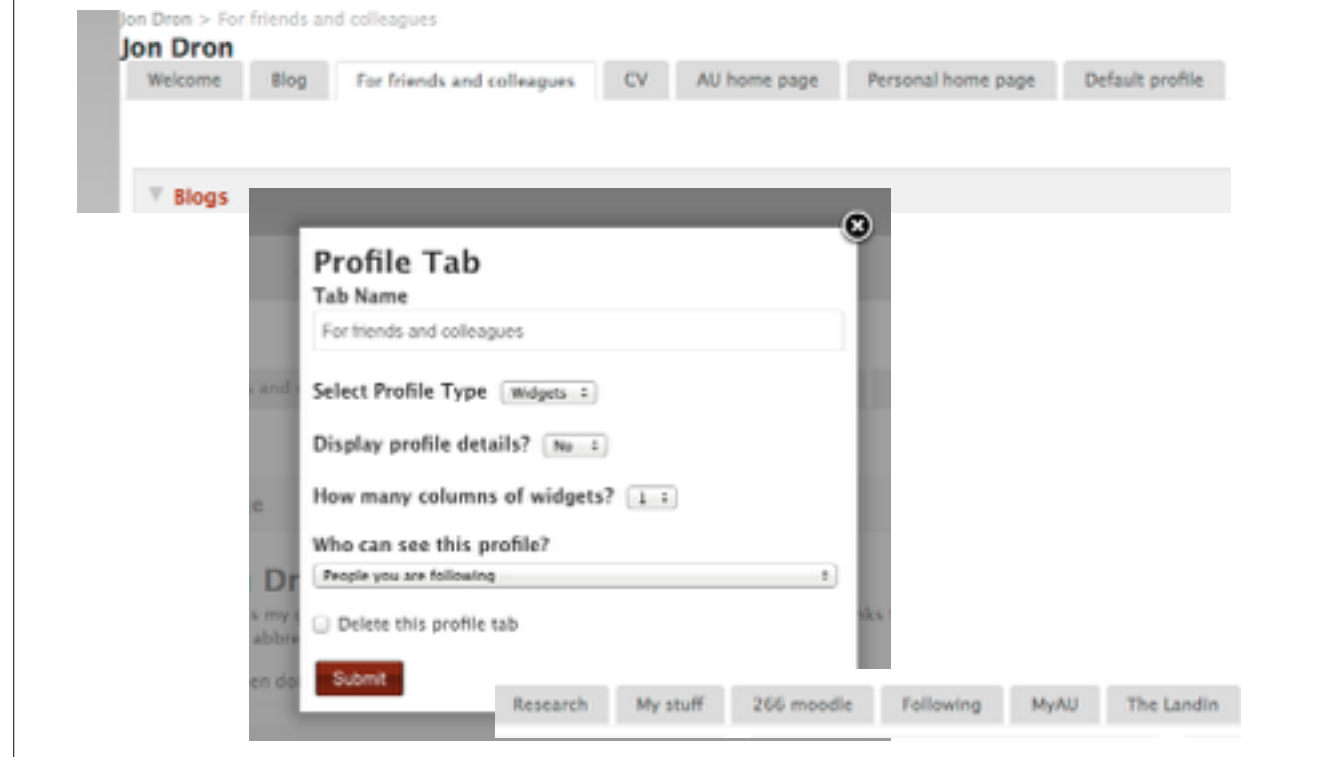 Jon Dron > For friends and colleagues
Jon Dron
Welcome Blog For friends and colleagues CV AU home page Personal home page Default profile
Blogs
Profile Tab
Tab Name
For friends and colleagues
Select Profile Type Widgets
Display profile details? No
How many columns of widgets? 1
Who can see this profile?
People you are following
Delete this profile tab
Submit
Research My stuff 266 moodle Following MyAU The Landin